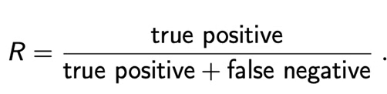 R = true positive / true positive + false negative .